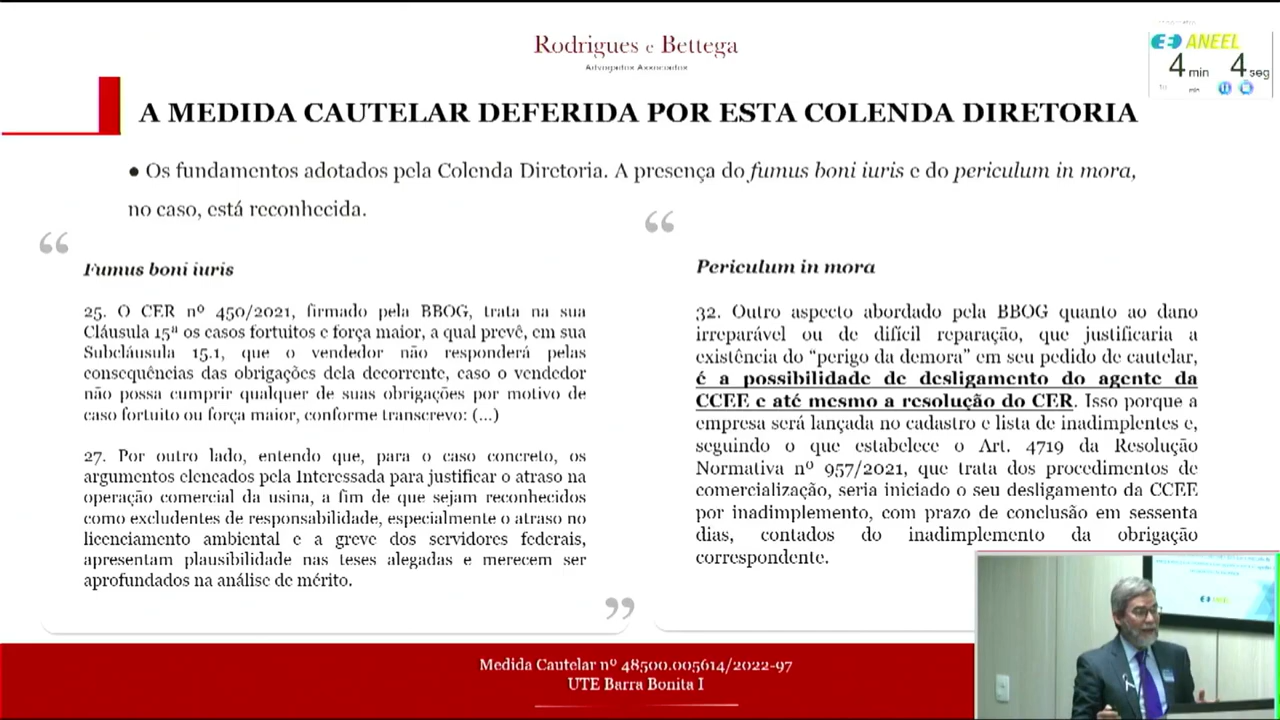 Rodrigues e Bettega
Advogados Associados
ANEEL
4 min 4 seg
10 min
A MEDIDA CAUTELAR DEFERIDA POR ESTA COLENDA DIRETORIA
● Os fundamentos adotados pela Colenda Diretoria. A presença do fumus boni iuris e do periculum in mora,
no caso, está reconhecida.
“
Fumus boni iuris
25. O CER nº 450/2021, firmado pela BBOG, trata na sua
Cláusula 15ª os casos fortuitos e força maior, a qual prevê, em sua
Subcláusula 15.1, que o vendedor não responderá pelas
consequências das obrigações dela decorrente, caso o vendedor
não possa cumprir qualquer de suas obrigações por motivo de
caso fortuito ou força maior, conforme transcrevo: (...)
27. Por outro lado, entendo que, para o caso concreto, os
argumentos elencados pela Interessada para justificar o atraso na
operação comercial da usina, a fim de que sejam reconhecidos
como excludentes de responsabilidade, especialmente o atraso no
licenciamento ambiental e a greve dos servidores federais,
apresentam plausibilidade nas teses alegadas e merecem ser
aprofundados na análise de mérito.
”
“
Periculum in mora
32. Outro aspecto abordado pela BBOG quanto ao dano
irreparável ou de difícil reparação, que justificaria a
existência do “perigo da demora” em seu pedido de cautelar,
é a possibilidade de desligamento do agente da
CCEE e até mesmo a resolução do CER. Isso porque a
empresa será lançada no cadastro e lista de inadimplentes e,
seguindo o que estabelece o Art. 4719 da Resolução
Normativa nº 957/2021, que trata dos procedimentos de
comercialização, seria iniciado o seu desligamento da CCEE
por inadimplemento, com prazo de conclusão em sessenta
dias, contados do inadimplemento da obrigação
correspondente.
Medida Cautelar nº 48500.005614/2022-97
UTE Barra Bonita I
ANEEL